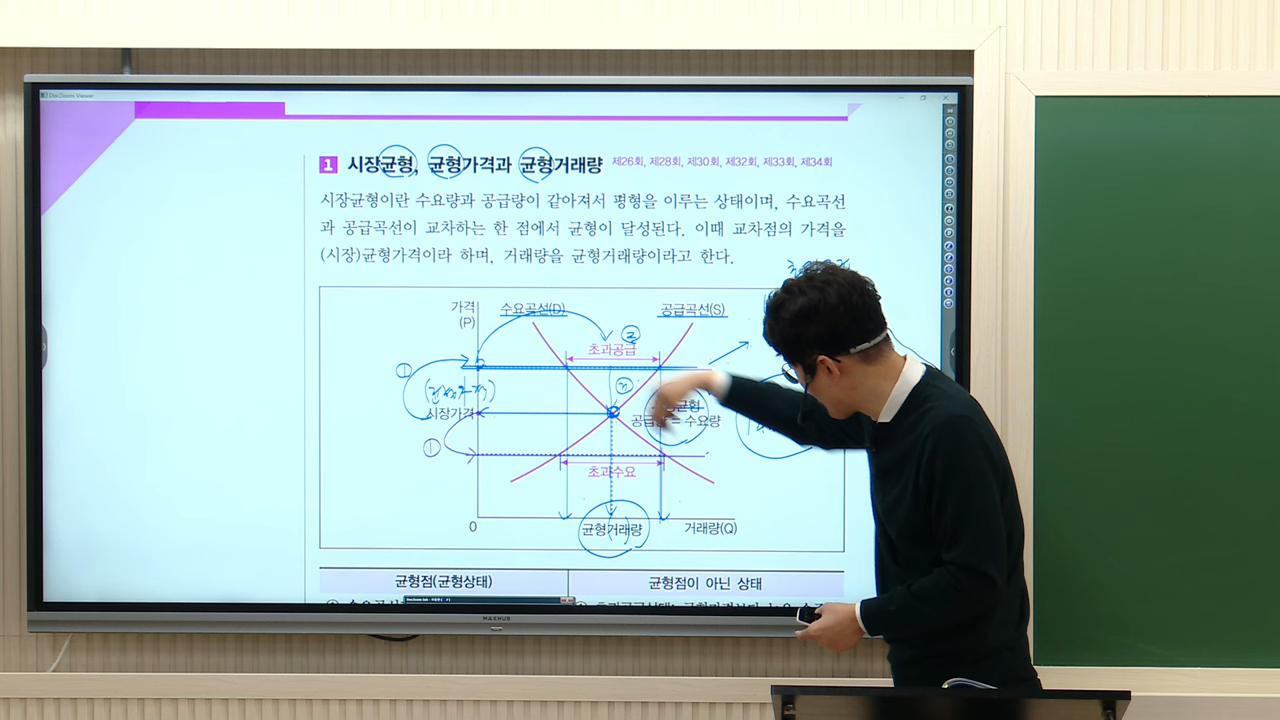 DocZoom Viewer
1 시장균형, 균형가격과 균형거래량 제26회, 제28회, 제30회, 제32회, 제33회, 제34회
시장균형이란 수요량과 공급량이 같아져서 평형을 이루는 상태이며, 수요곡선
과 공급곡선이 교차하는 한 점에서 균형이 달성된다. 이때 교차점의 가격을
(시장)균형가격이라 하며, 거래량을 균형거래량이라고 한다.
가격
(P)
수요곡선(D)
공급곡선(S)
②
초과공급
①
시장가격
균형
= 수요량
①
초과수요
0
균형거래량
거래량(Q)
균형점(균형상태)
균형점이 아닌 상태
MAXHUB